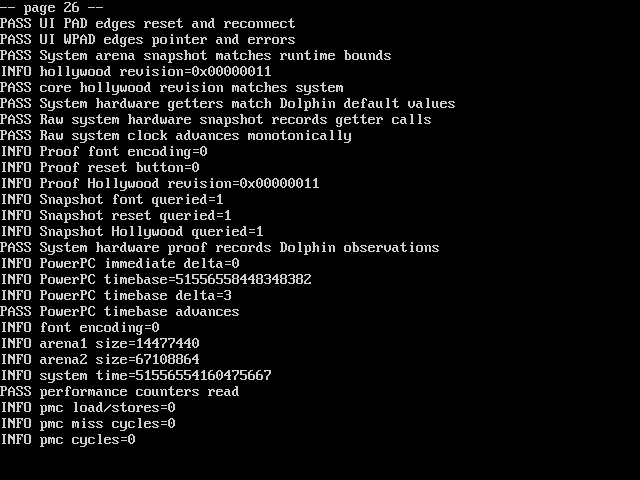 -- page 26 --
PASS UI PAD edges reset and reconnect
PASS UI WPAD edges pointer and errors
PASS System arena snapshot matches runtime bounds
INFO hollywood revision=0x00000011
PASS core hollywood revision matches system
PASS System hardware getters match Dolphin default values
PASS Raw system hardware snapshot records getter calls
PASS Raw system clock advances monotonically
INFO Proof font encoding=0
INFO Proof reset button=0
INFO Proof Hollywood revision=0x00000011
INFO Snapshot font queried=1
INFO Snapshot reset queried=1
INFO Snapshot Hollywood queried=1
PASS System hardware proof records Dolphin observations
INFO PowerPC immediate delta=0
INFO PowerPC timebase=51556558448348382
INFO PowerPC timebase delta=3
PASS PowerPC timebase advances
INFO font encoding=0
INFO arena1 size=14477440
INFO arena2 size=67108864
INFO system time=51556554160475667
PASS performance counters read
INFO pmc load/stores=0
INFO pmc miss cycles=0
INFO pmc cycles=0